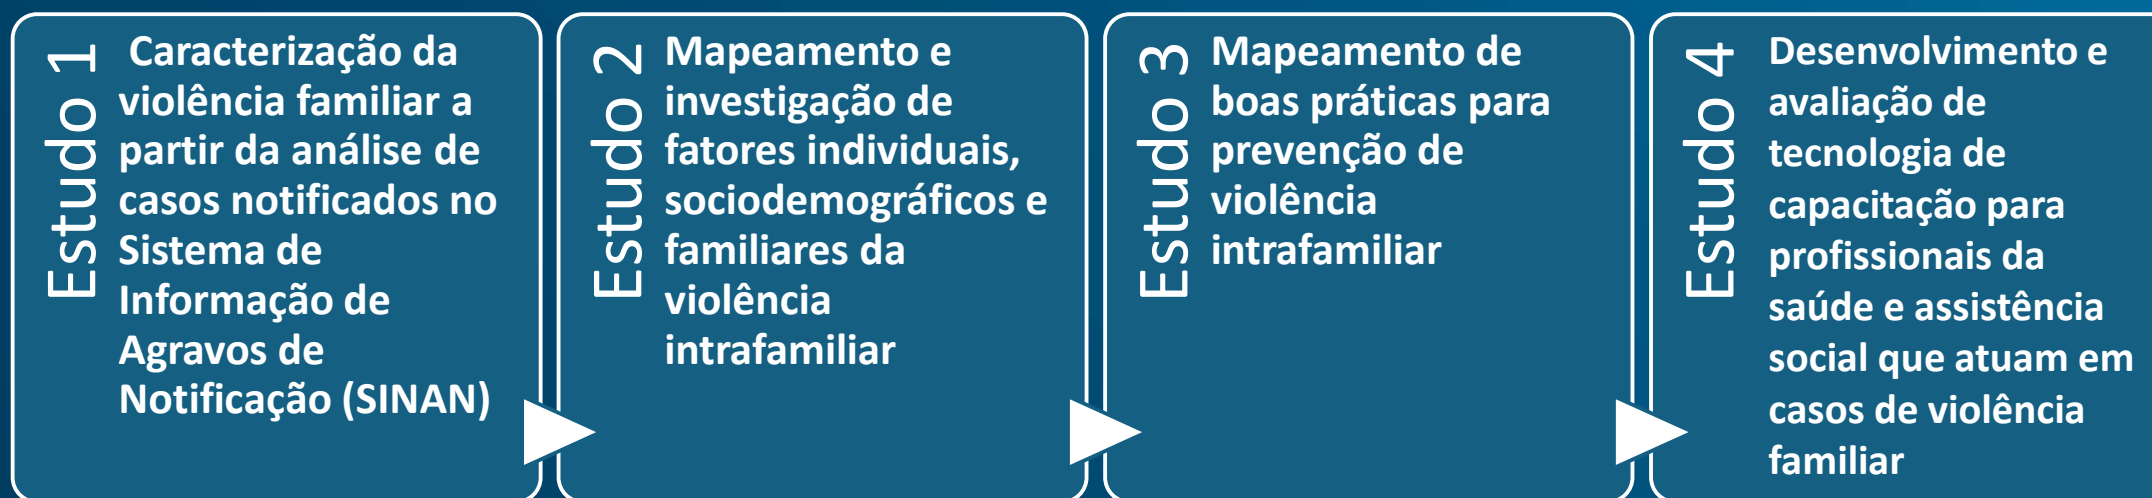 Estudo 1
Caracterização da
violência familiar a
partir da análise de
casos notificados no
Sistema de
Informação de
Agravos de
Notificação (SINAN)
Estudo 2
Mapeamento e
investigação de
fatores individuais,
sociodemográficos e
familiares da
violência
intrafamiliar
Estudo 3
Mapeamento de
boas práticas para
prevenção de
violência
intrafamiliar
Estudo 4
Desenvolvimento e
avaliação de
tecnologia de
capacitação para
profissionais da
saúde e assistência
social que atuam em
casos de violência
familiar